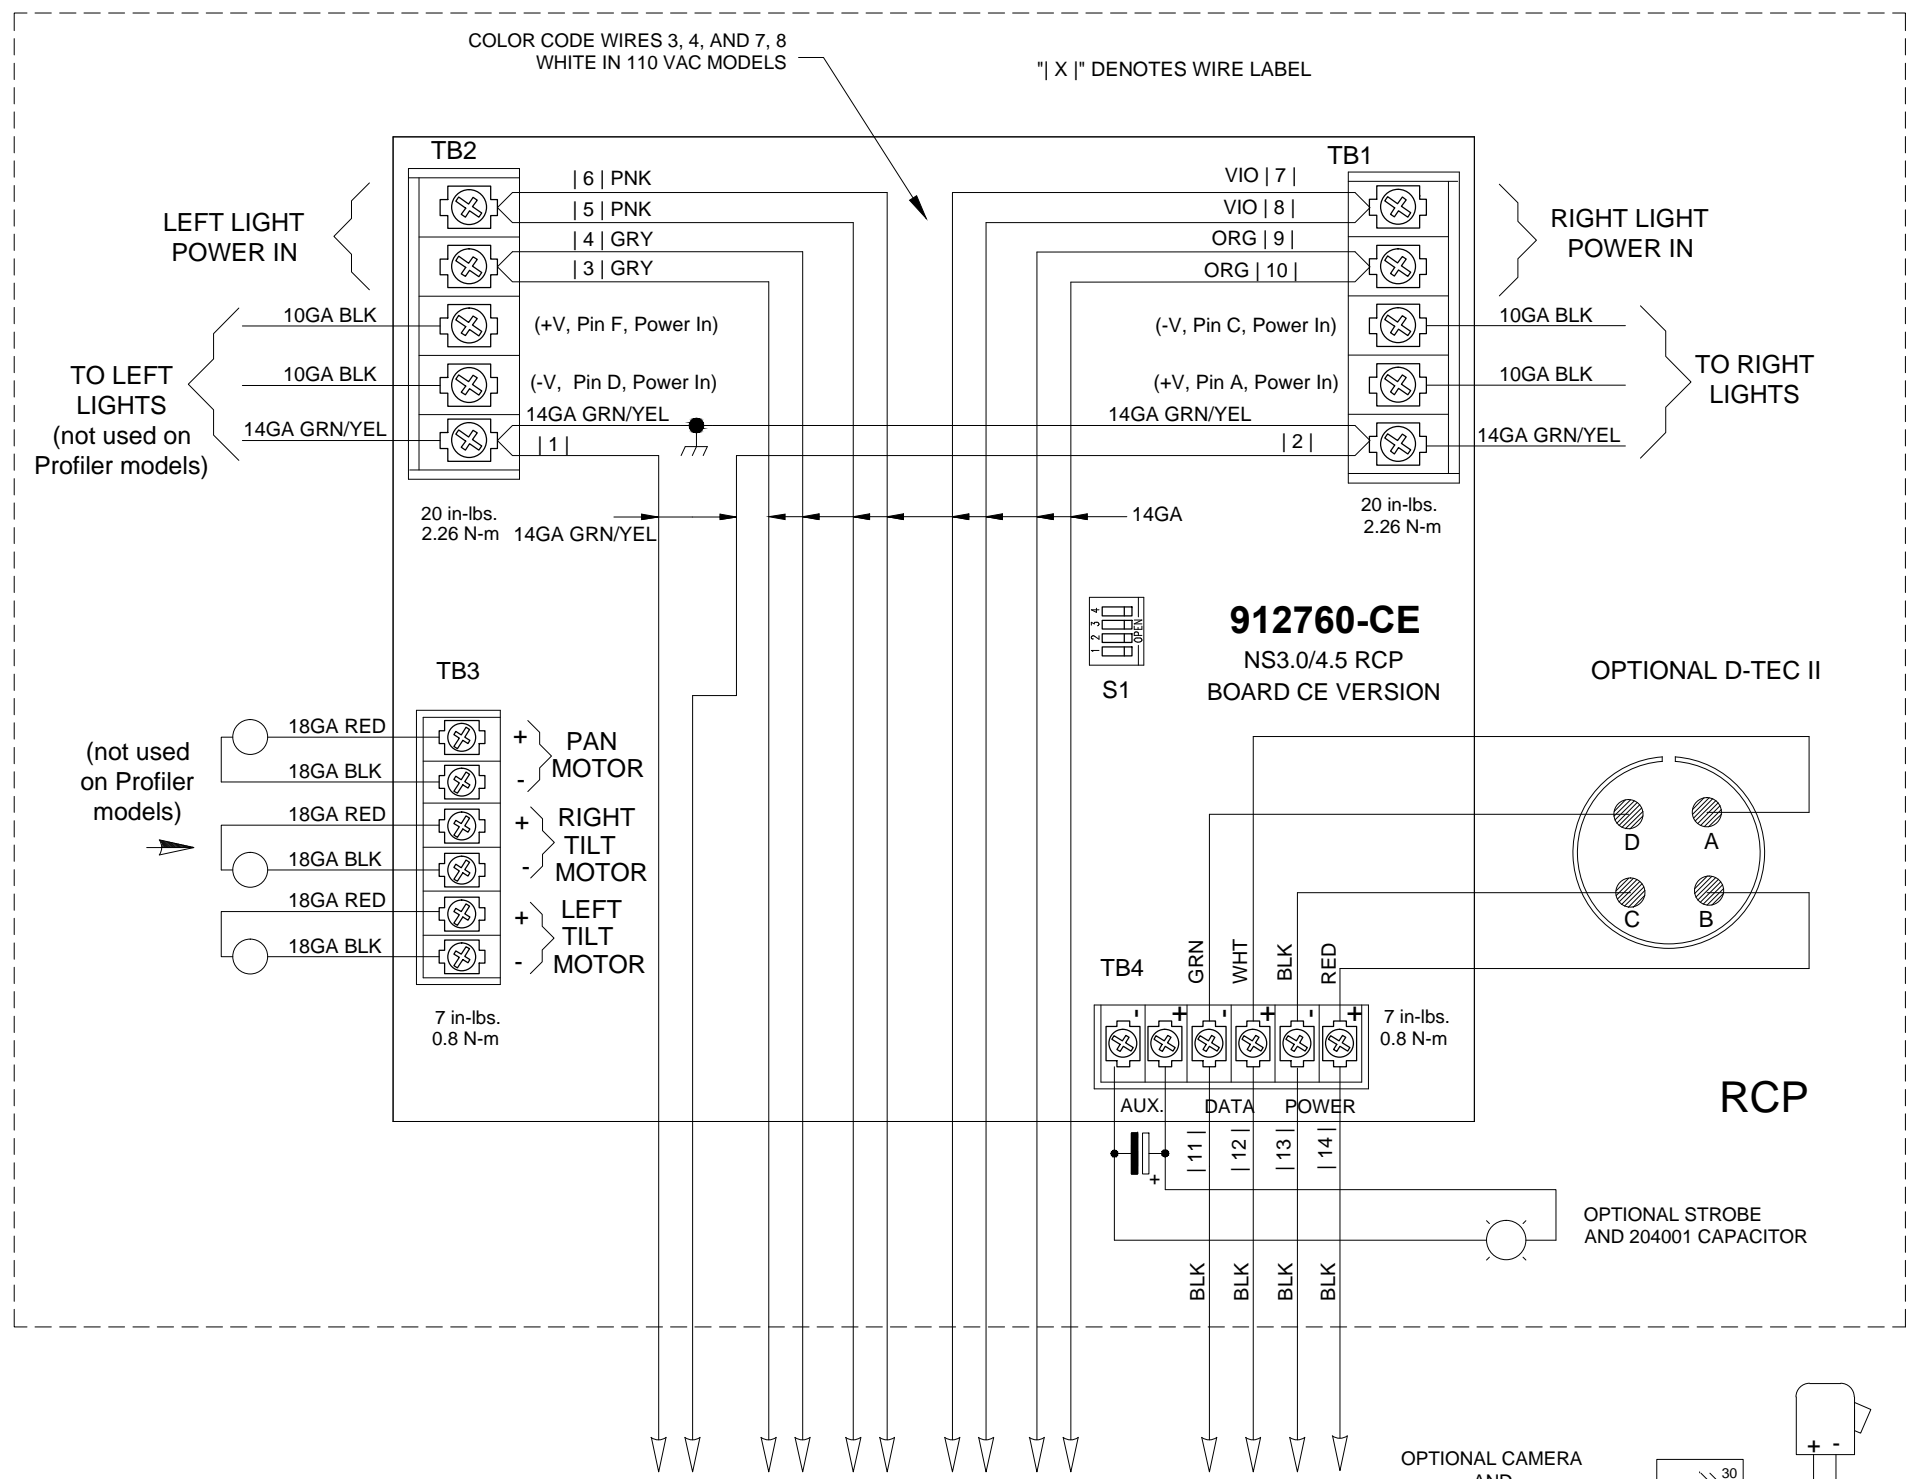 COLOR CODE WIRES 3, 4, AND 7, 8
WHITE IN 110 VAC MODELS
"| X |" DENOTES WIRE LABEL
TB2
TB1
| 6 | PNK
| 5 | PNK
| 4 | GRY
| 3 | GRY
VIO | 7 |
VIO | 8 |
ORG | 9 |
ORG | 10 |
LEFT LIGHT
POWER IN
RIGHT LIGHT
POWER IN
10GA BLK
(+V, Pin F, Power In)
(-V, Pin C, Power In)
10GA BLK
TO LEFT
LIGHTS
(not used on
Profiler models)
10GA BLK
(-V, Pin D, Power In)
(+V, Pin A, Power In)
10GA BLK
TO RIGHT
LIGHTS
14GA GRN/YEL
14GA GRN/YEL
14GA GRN/YEL
14GA GRN/YEL
| 1 |
| 2 |
20 in-lbs.
2.26 N-m
14GA GRN/YEL
14GA
20 in-lbs.
2.26 N-m
4
3
2
1
OPEN
S1
912760-CE
NS3.0/4.5 RCP
BOARD CE VERSION
OPTIONAL D-TEC II
TB3
(not used
on Profiler
models)
18GA RED
+
18GA BLK
-
PAN
MOTOR
18GA RED
+
18GA BLK
-
RIGHT
TILT
MOTOR
18GA RED
+
18GA BLK
-
LEFT
TILT
MOTOR
7 in-lbs.
0.8 N-m
D
A
C
B
TB4
GRN
WHT
BLK
RED
- + - + - +
7 in-lbs.
0.8 N-m
AUX.
DATA
POWER
RCP
| 11 |
| 12 |
| 13 |
| 14 |
+
OPTIONAL STROBE
AND 204001 CAPACITOR
BLK
BLK
BLK
BLK
OPTIONAL CAMERA
AND
30
+ -